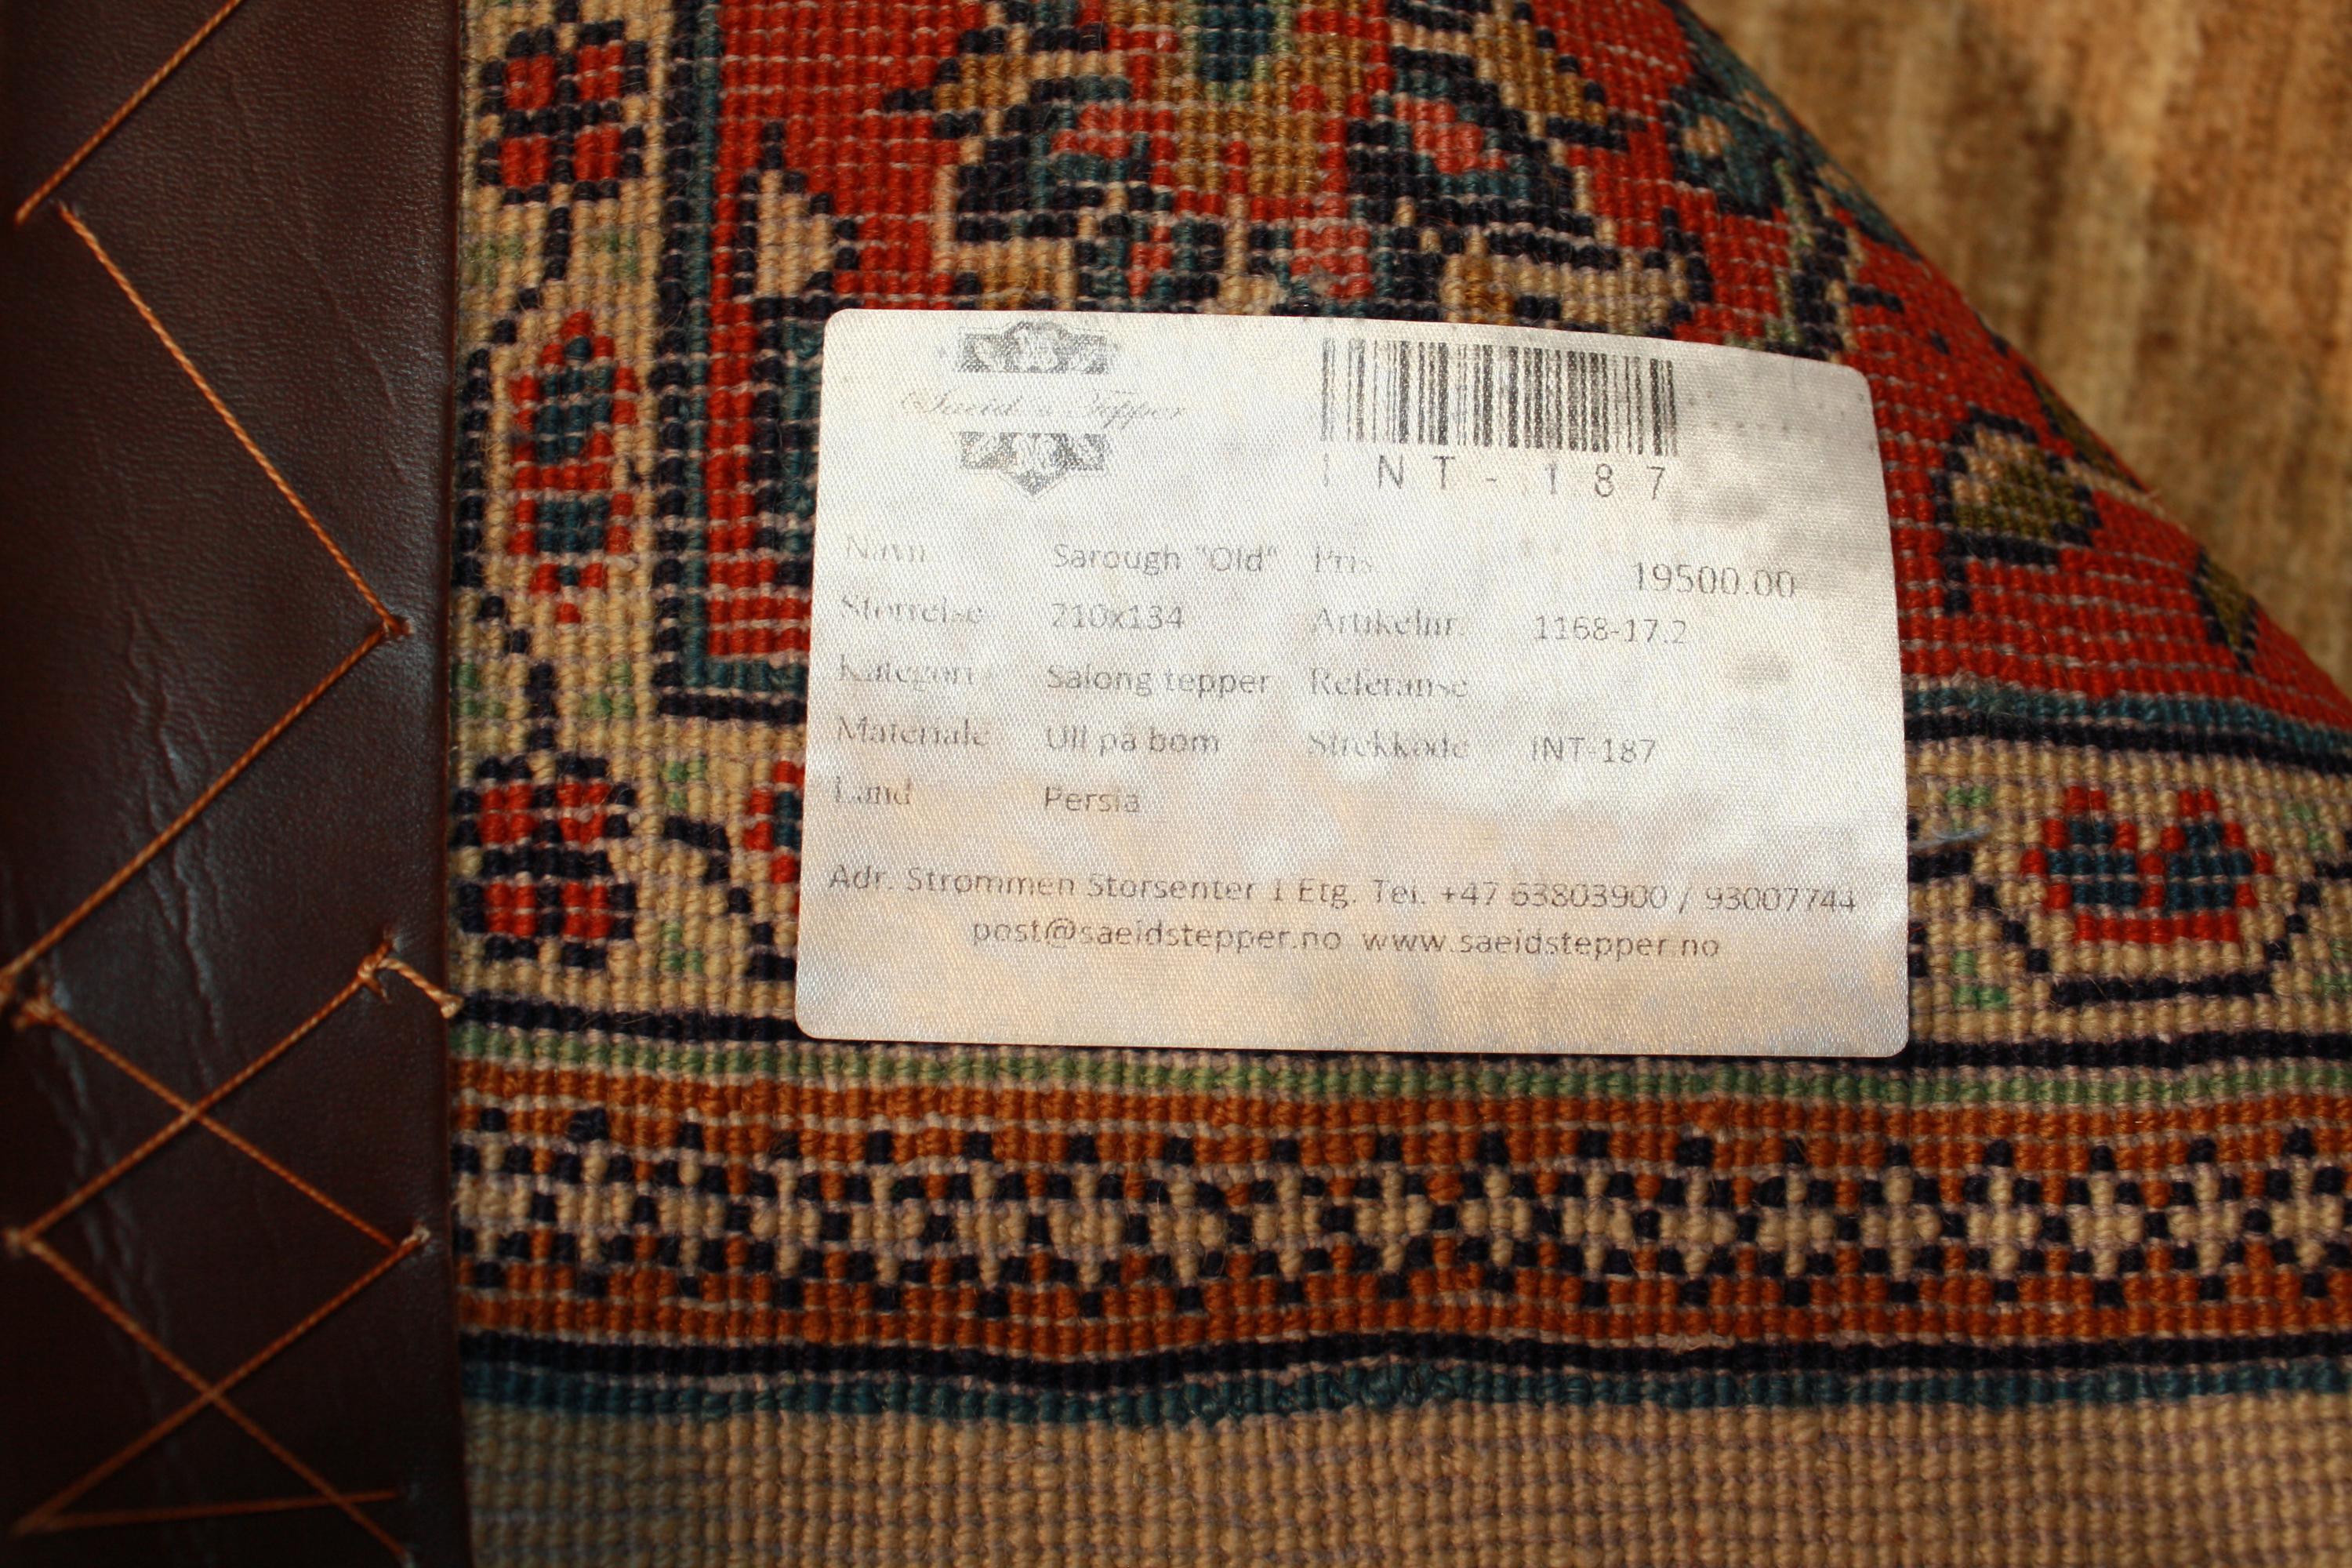 Saeid's Tepper
INT-187
Navn Sarough "Old" Pris 19500.00
Størrelse 210x134 Artikelnr. 1168-17.2
Kategori Salong tepper Referanse
Materiale Ull på bom Strekkode INT-187
Land Persia
Adr. Strømmen Storsenter 1 Etg. Tel. +47 63803900 / 93007744
post@saeidstepper.no www.saeidstepper.no